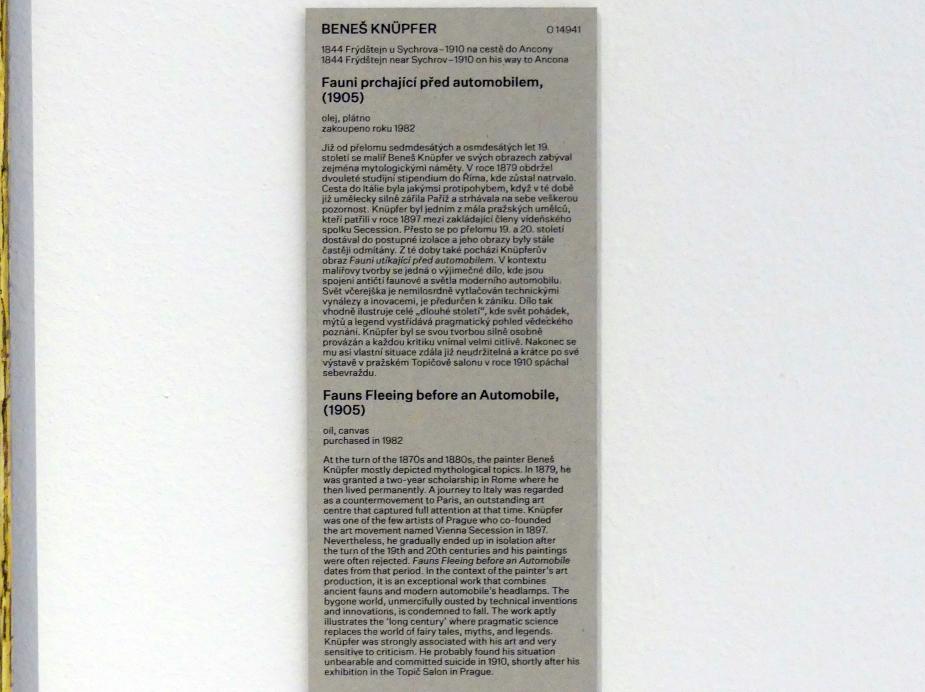 BENEŠ KNÜPFER
O 14941
1844 Frýdštejn u Sychrova–1910 na cestě do Ancony
1844 Frýdštejn near Sychrov–1910 on his way to Ancona
Fauni prchající před automobilem,
(1905)
olej, plátno
zakoupeno roku 1982
Již od přelomu sedmdesátých a osmdesátých let 19.
století se malíř Beneš Knüpfer ve svých obrazech zabýval
zejména mytologickými náměty. V roce 1879 obdržel
dvouleté studijní stipendium do Říma, kde zůstal natrvalo.
Cesta do Itálie byla jakýmsi protipohybem, když v té době
již umělecky silně zářila Paříž a strhávala na sebe veškerou
pozornost. Knüpfer byl jedním z mála pražských umělců,
kteří patřili v roce 1897 mezi zakládající členy vídeňského
spolku Secession. Přesto se po přelomu 19. a 20. století
dostával do postupné izolace a jeho obrazy byly stále
častěji odmítány. Z té doby také pochází Knüpferův
obraz Fauni utíkající před automobilem. V kontextu
malířovy tvorby se jedná o výjimečné dílo, kde jsou
spojeni antičtí faunové a světla moderního automobilu.
Svět včerejška je nemilosrdně vytlačován technickými
vynálezy a inovacemi, je předurčen k zániku. Dílo tak
vhodně ilustruje celé „dlouhé století“, kde svět pohádek,
mýtů a legend vystřídává pragmatický pohled vědeckého
poznání. Knüpfer byl se svou tvorbou silně osobně
provázán a každou kritiku vnímal velmi citlivě. Nakonec se
mu asi vlastní situace zdála již neudržitelná a krátce po své
výstavě v pražském Topičově salonu v roce 1910 spáchal
sebevraždu.
Fauns Fleeing before an Automobile,
(1905)
oil, canvas
purchased in 1982
At the turn of the 1870s and 1880s, the painter Beneš
Knüpfer mostly depicted mythological topics. In 1879, he
was granted a two-year scholarship in Rome where he
then lived permanently. A journey to Italy was regarded
as a countermovement to Paris, an outstanding art
centre that captured full attention at that time. Knüpfer
was one of the few artists of Prague who co-founded
the art movement named Vienna Secession in 1897.
Nevertheless, he gradually ended up in isolation after
the turn of the 19th and 20th centuries and his paintings
were often rejected. Fauns Fleeing before an Automobile
dates from that period. In the context of the painter's art
production, it is an exceptional work that combines
ancient fauns and modern automobile's headlamps. The
bygone world, unmercifully ousted by technical inventions
and innovations, is condemned to fall. The work aptly
illustrates the 'long century' where pragmatic science
replaces the world of fairy tales, myths, and legends.
Knüpfer was strongly associated with his art and very
sensitive to criticism. He probably found his situation
unbearable and committed suicide in 1910, shortly after his
exhibition in the Topič Salon in Prague.